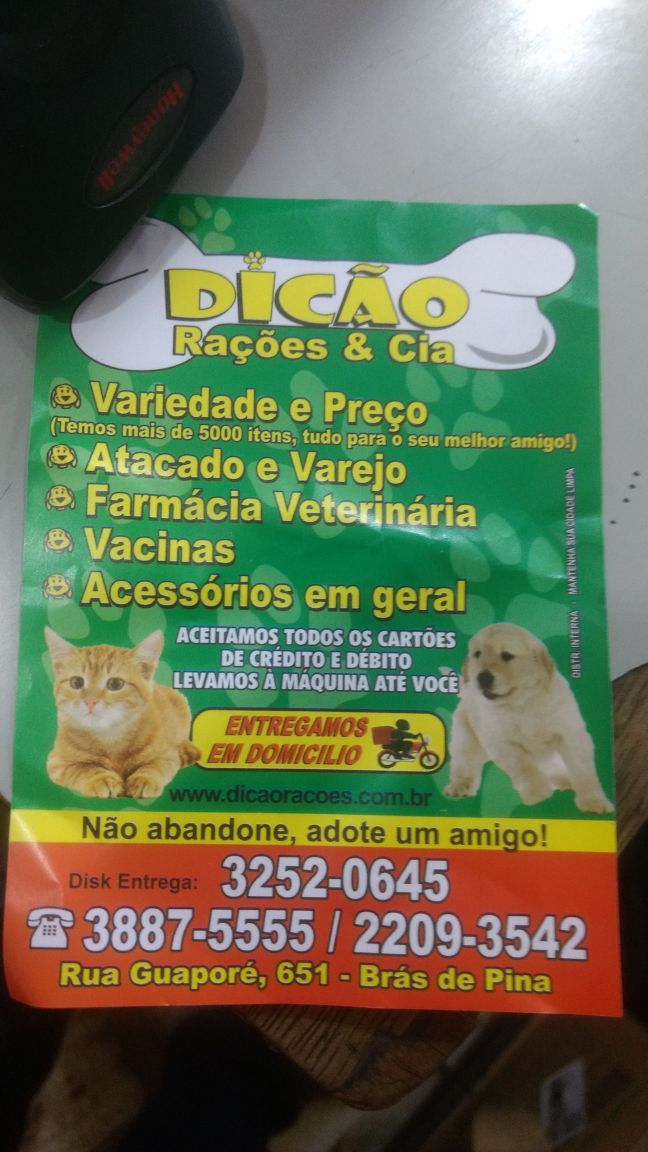 Honeywell
DICÃO
Rações & Cia
Variedade e Preço
(Temos mais de 5000 itens, tudo para o seu melhor amigo!)
Atacado e Varejo
Farmácia Veterinária
Vacinas
Acessórios em geral
ACEITAMOS TODOS OS CARTÕES
DE CRÉDITO E DÉBITO
LEVAMOS À MÁQUINA ATÉ VOCÊ
ENTREGAMOS
EM DOMICILIO
www.dicaoracoes.com.br
DISTR. INTERNA - MANTENHA SUA CIDADE LIMPA
Não abandone, adote um amigo!
Disk Entrega: 3252-0645
3887-5555 / 2209-3542
Rua Guaporé, 651 - Brás de Pina